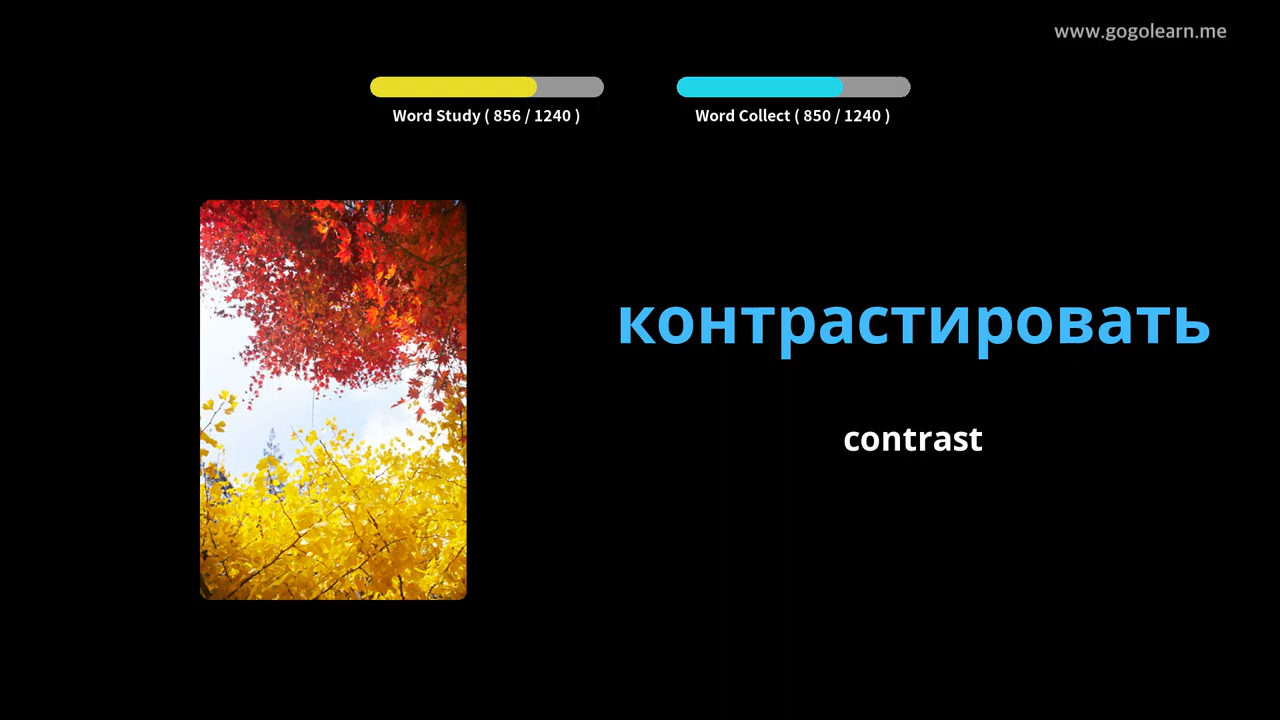 www.gogolearn.me
Word Study ( 856 / 1240 )
Word Collect ( 850 / 1240 )
контрастировать
contrast